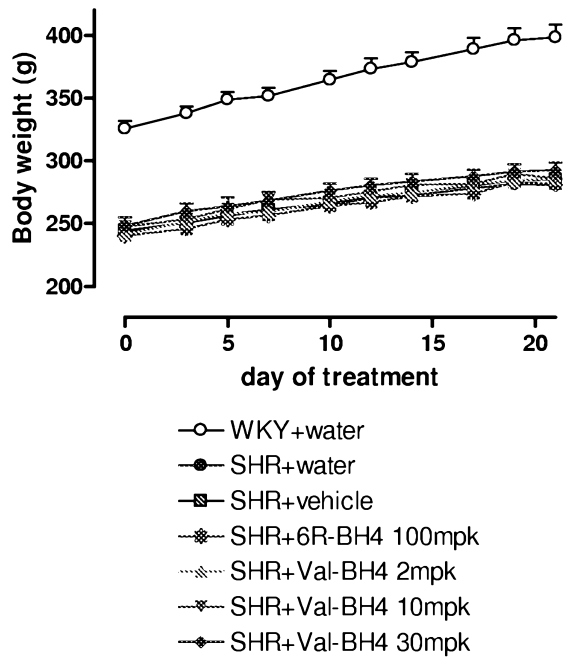 Body weight (g)
400
350
300
250
200
0 5 10 15 20
day of treatment
WKY+water
SHR+water
SHR+vehicle
SHR+6R-BH4 100mpk
SHR+Val-BH4 2mpk
SHR+Val-BH4 10mpk
SHR+Val-BH4 30mpk